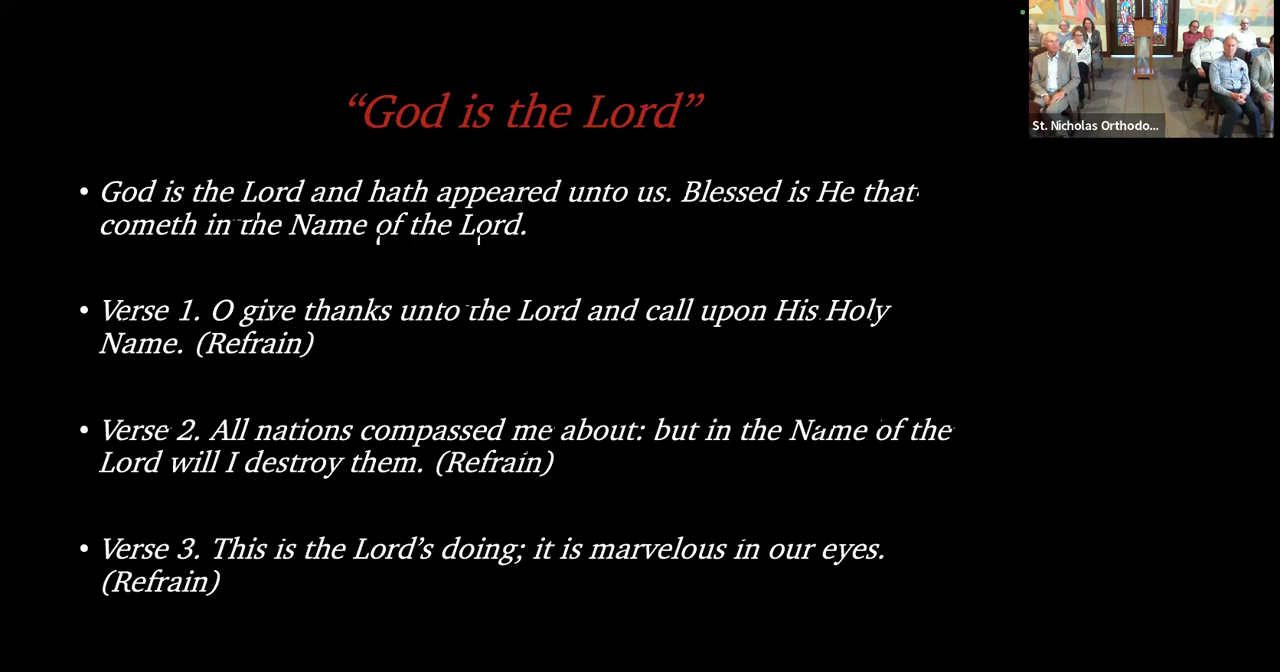 “God is the Lord”
• God is the Lord and hath appeared unto us. Blessed is He that
cometh in the Name of the Lord.
• Verse 1. O give thanks unto the Lord and call upon His Holy
Name. (Refrain)
• Verse 2. All nations compassed me about: but in the Name of the
Lord will I destroy them. (Refrain)
• Verse 3. This is the Lord’s doing; it is marvelous in our eyes.
(Refrain)
St. Nicholas Orthodo...